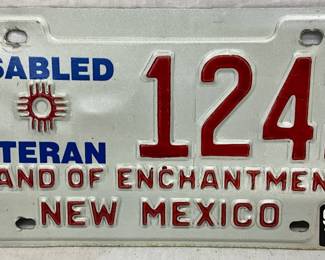 SABLED
TERAN
124
AND OF ENCHANTMEN
NEW MEXICO